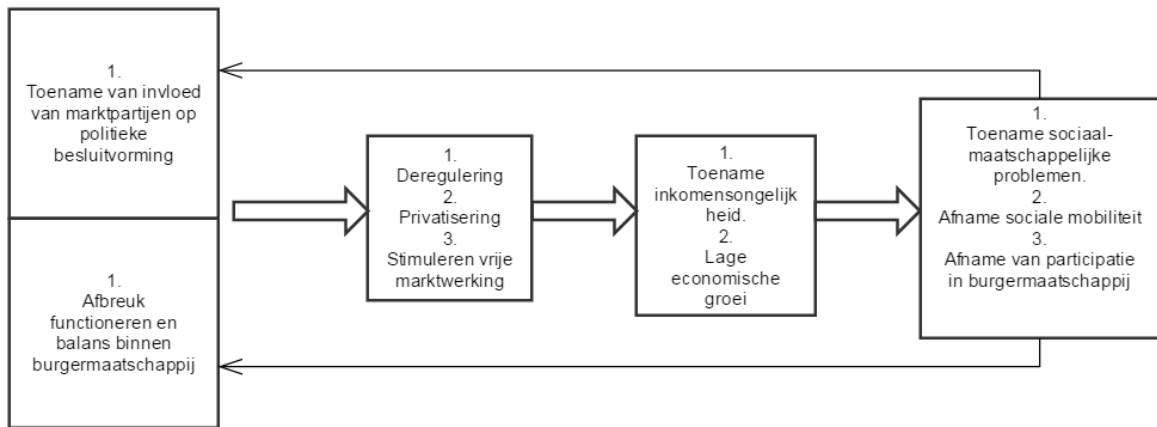 1.
Toename van invloed
van marktpartijen op
politieke
besluitvorming
1.
Afbreuk
functioneren en
balans binnen
burgermaatschappij
1.
Deregulering
2.
Privatisering
3.
Stimuleren vrije
marktwerking
1.
Toename
inkomensongelijk
heid.
2.
Lage
economische
groei
1.
Toename sociaal-
maatschappelijke
problemen.
2.
Afname sociale mobiliteit
3.
Afname van participatie
in burgermaatschappij